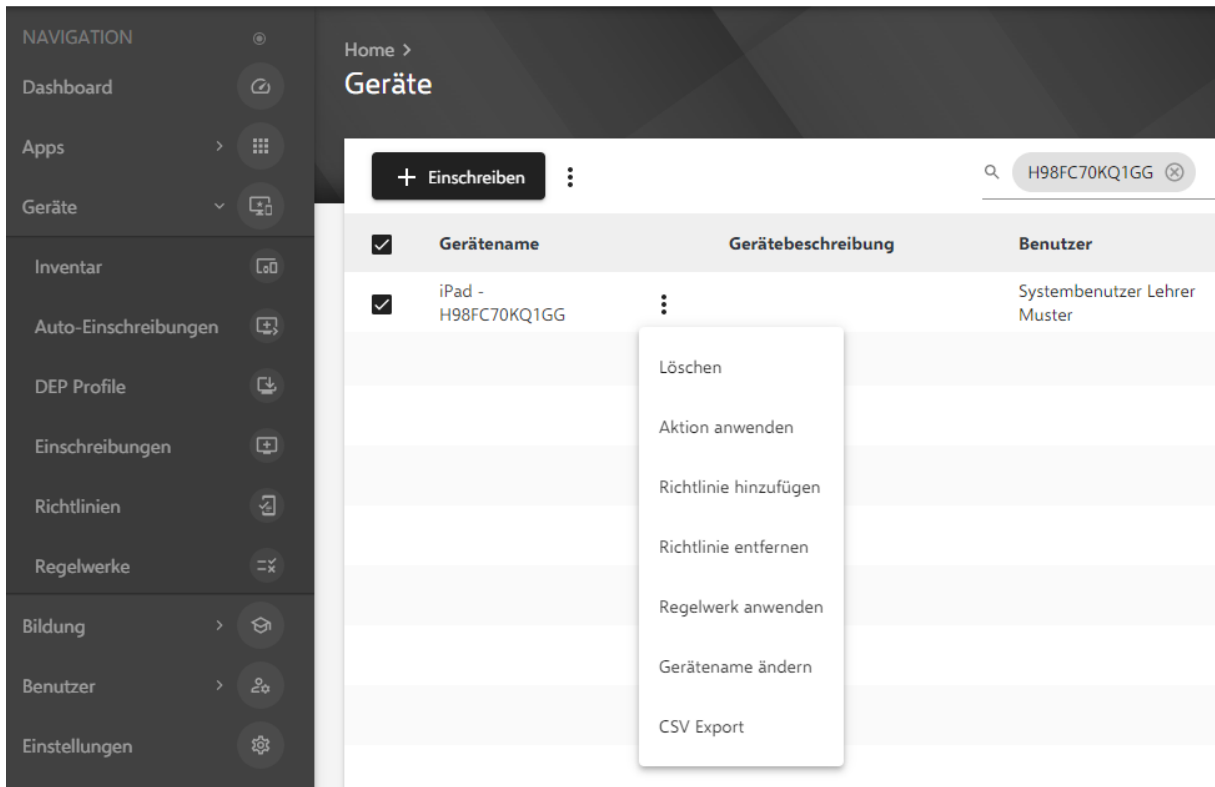 NAVIGATION
Dashboard
Apps
Geräte
Inventar
Auto-Einschreibungen
DEP Profile
Einschreibungen
Richtlinien
Regelwerke
Bildung
Benutzer
Einstellungen
Home >
Geräte
+ Einschreiben
H98FC70KQ1GG
Gerätename Gerätebeschreibung Benutzer
iPad -
H98FC70KQ1GG
Systembenutzer Lehrer
Muster
Löschen
Aktion anwenden
Richtlinie hinzufügen
Richtlinie entfernen
Regelwerk anwenden
Gerätename ändern
CSV Export